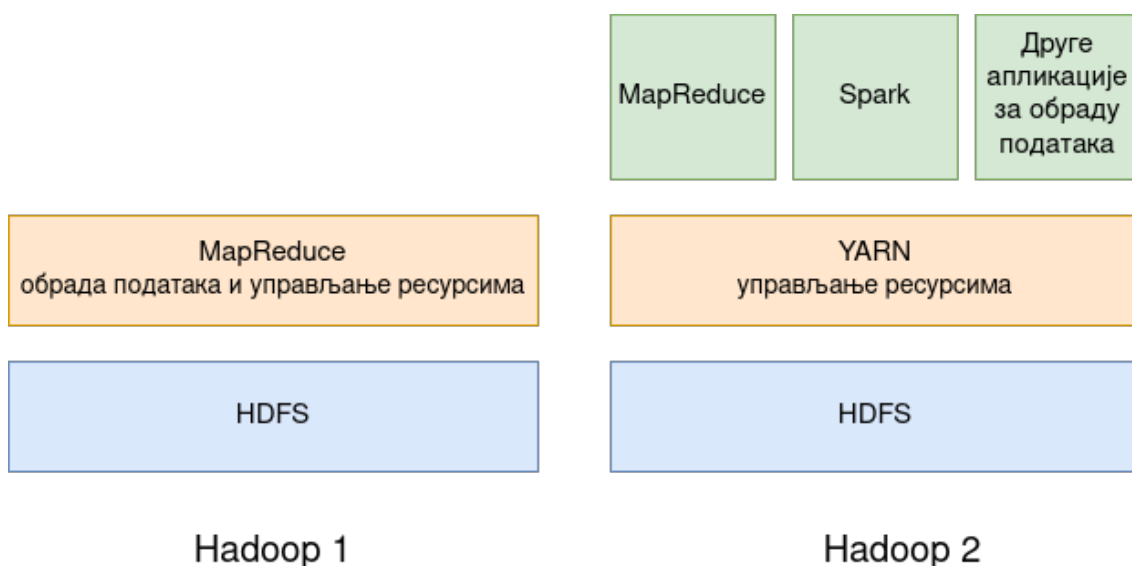 MapReduce
Spark
Друге
апликације
за обраду
података
MapReduce
обрада података и управљање ресурсима
YARN
управљање ресурсима
HDFS
HDFS
Hadoop 1
Hadoop 2